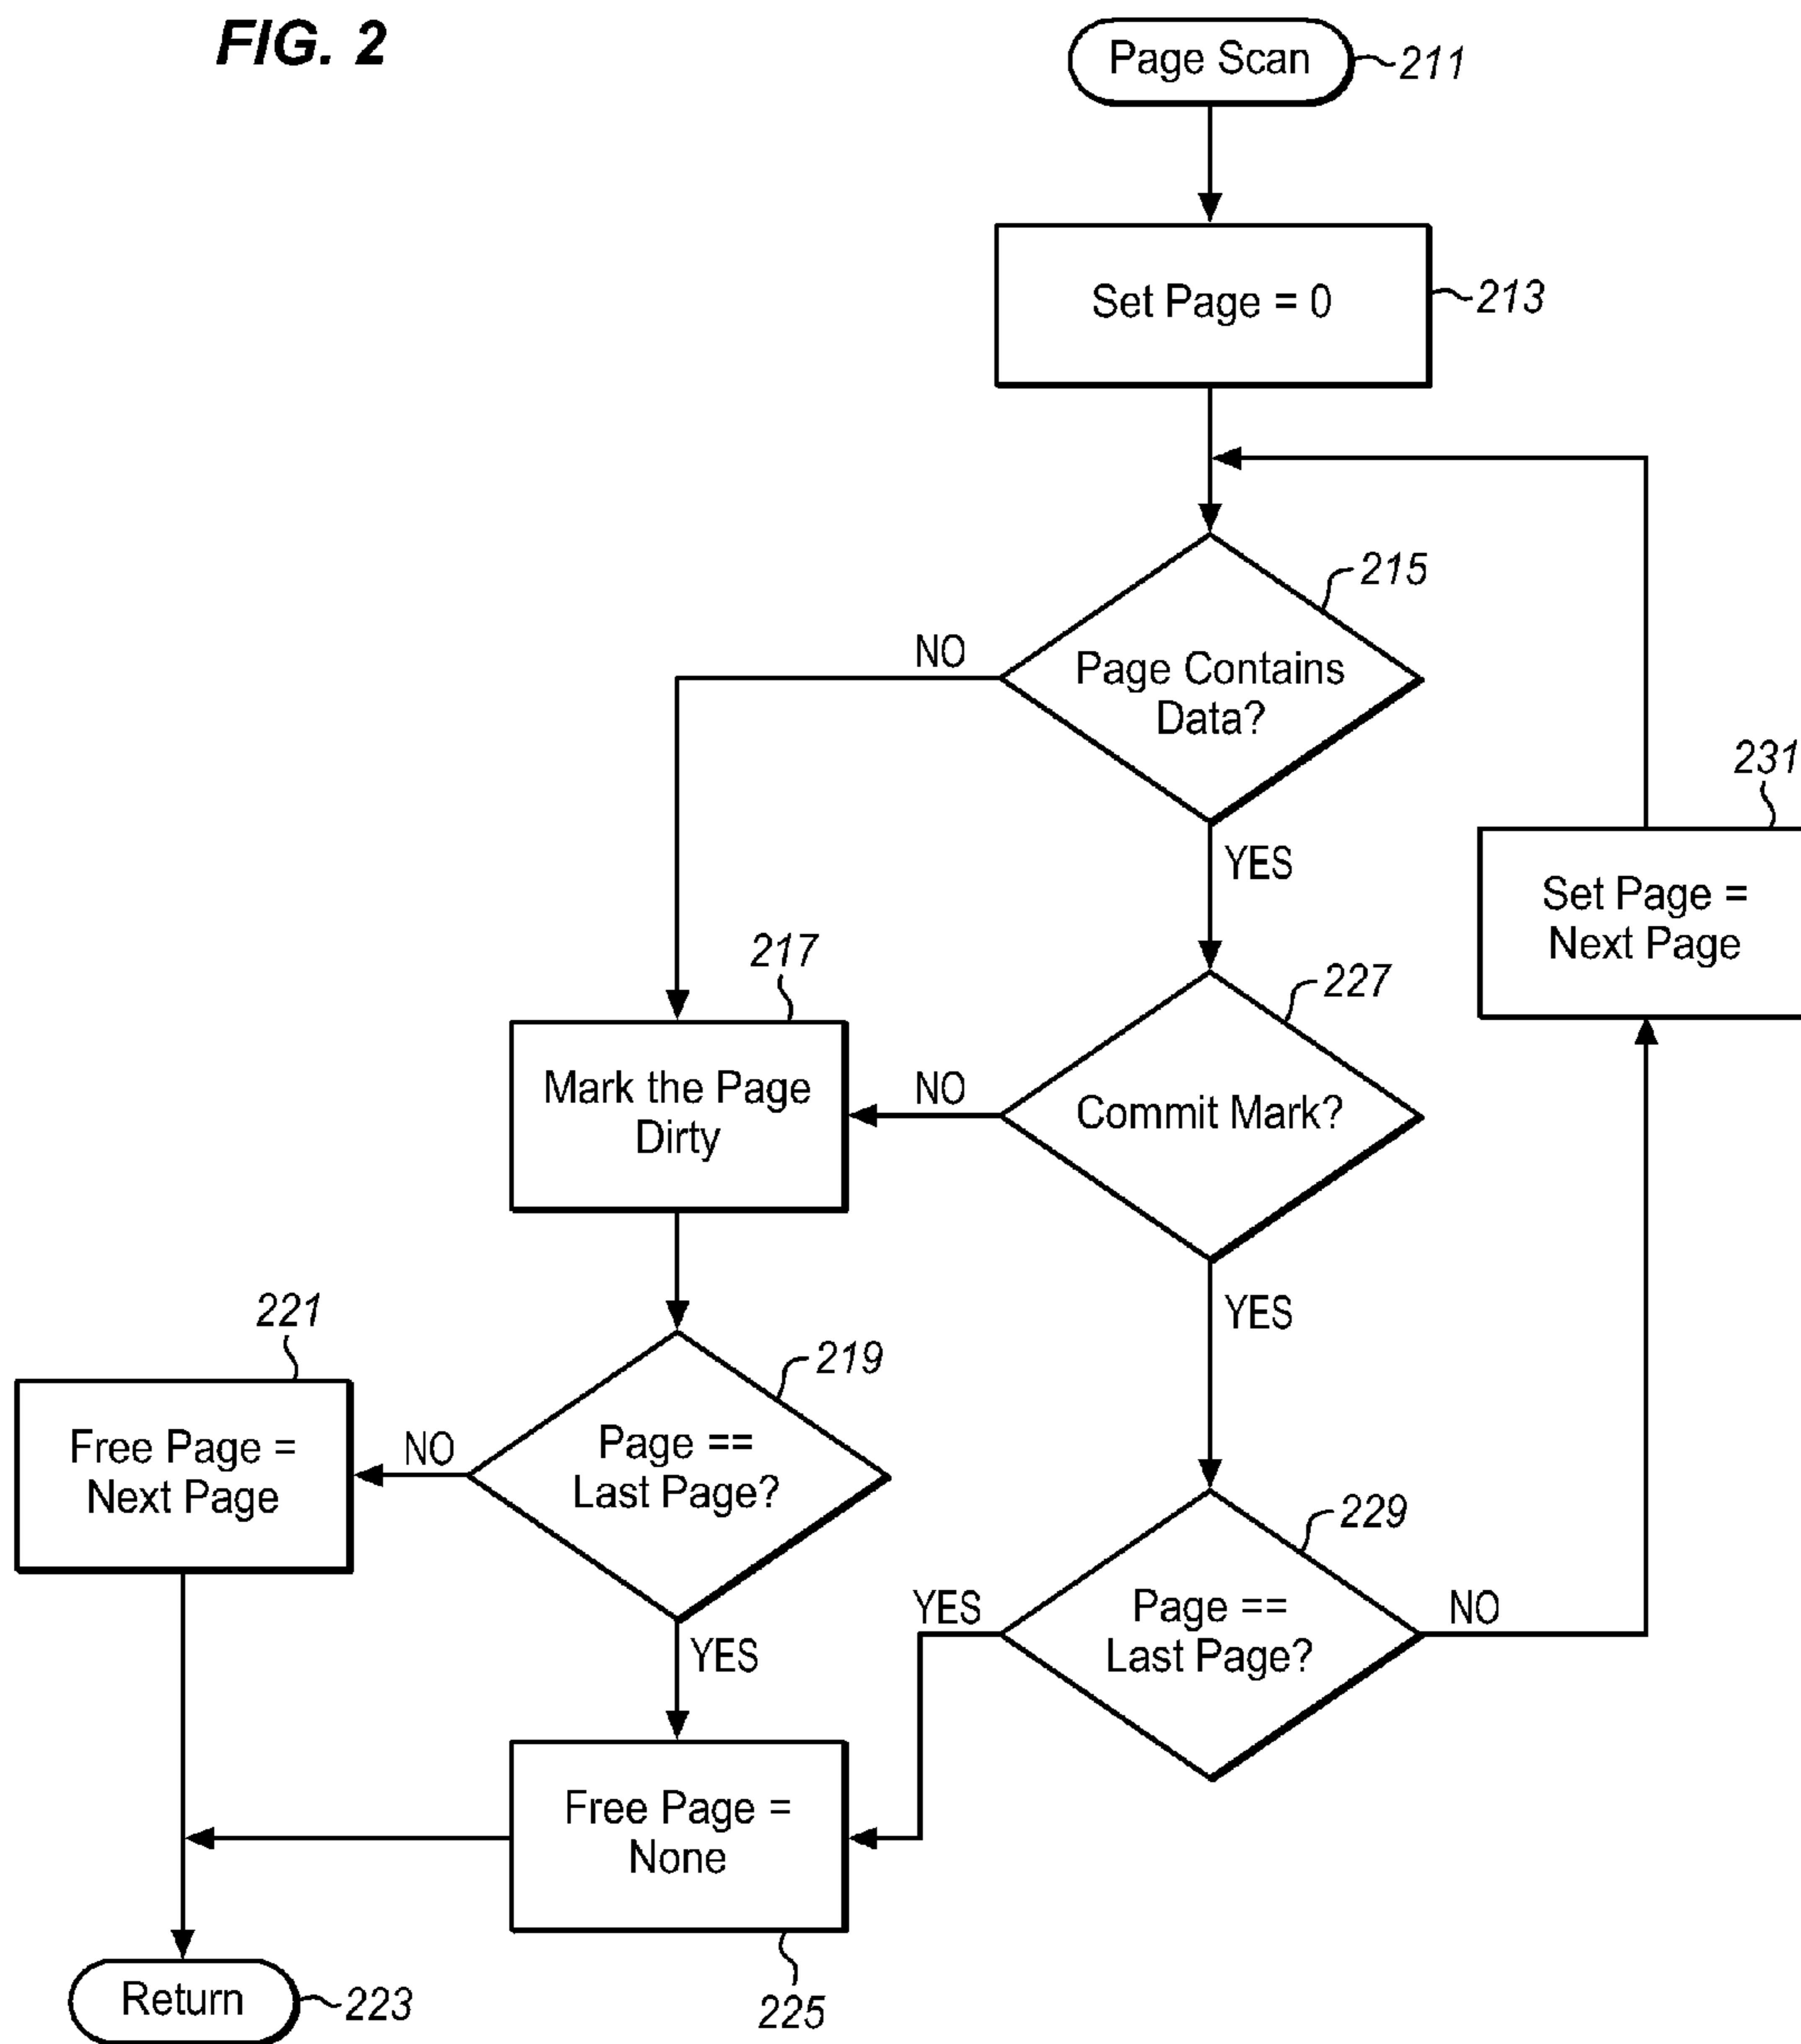 FIG. 2
Page Scan
211
Set Page = 0
213
215
NO
Page Contains
Data?
231
YES
Set Page =
Next Page
217
227
Mark the Page
Dirty
NO
Commit Mark?
221
YES
219
Free Page =
Next Page
NO
Page ==
Last Page?
229
YES
Page ==
Last Page?
NO
YES
Free Page =
None
Return
223
225